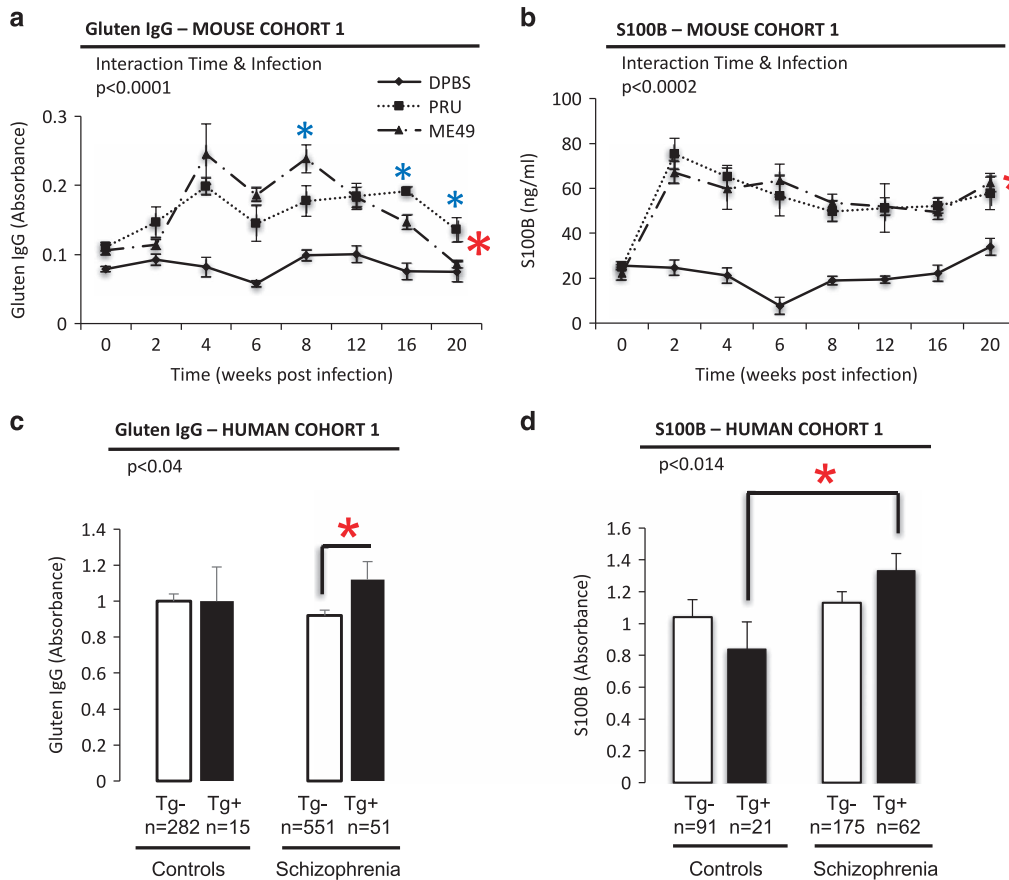 a
Gluten IgG – MOUSE COHORT 1
Interaction Time & Infection
p<0.0001
DPBS
PRU
ME49
Gluten IgG (Absorbance)
0.3
0.2
0.1
0
*
*
*
*
0 2 4 6 8 12 16 20
Time (weeks post infection)
b
S100B – MOUSE COHORT 1
Interaction Time & Infection
p<0.0002
S100B (ng/ml)
100
80
60
40
20
0
0 2 4 6 8 12 16 20
Time (weeks post infection)
c
Gluten IgG – HUMAN COHORT 1
p<0.04
*
Gluten IgG (Absorbance)
1.4
1.2
1
0.8
0.6
0.4
0.2
0
Tg- Tg+ Tg- Tg+
n=282 n=15 n=551 n=51
Controls Schizophrenia
d
S100B – HUMAN COHORT 1
p<0.014
*
S100B (Absorbance)
1.6
1.4
1.2
1
0.8
0.6
0.4
0.2
0
Tg- Tg+ Tg- Tg+
n=91 n=21 n=175 n=62
Controls Schizophrenia